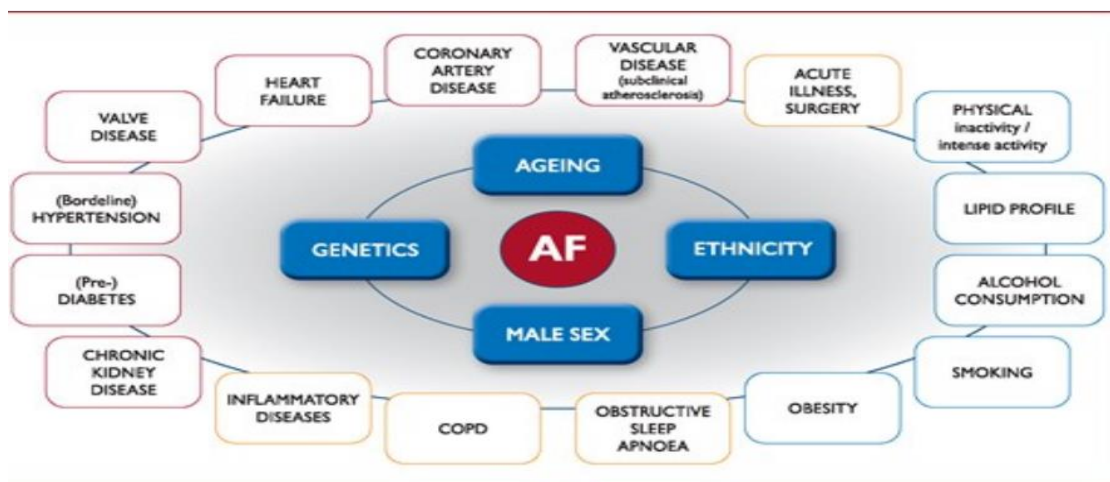 CORONARY
ARTERY
DISEASE
VASCULAR
DISEASE
(subclinical
atherosclerosis)
HEART
FAILURE
ACUTE
ILLNESS,
SURGERY
VALVE
DISEASE
PHYSICAL
inactivity /
intense activity
(Bordeline)
HYPERTENSION
LIPID PROFILE
(Pre-)
DIABETES
ALCOHOL
CONSUMPTION
CHRONIC
KIDNEY
DISEASE
SMOKING
INFLAMMATORY
DISEASES
COPD
OBSTRUCTIVE
SLEEP
APNOEA
OBESITY
AGEING
GENETICS
AF
ETHNICITY
MALE SEX